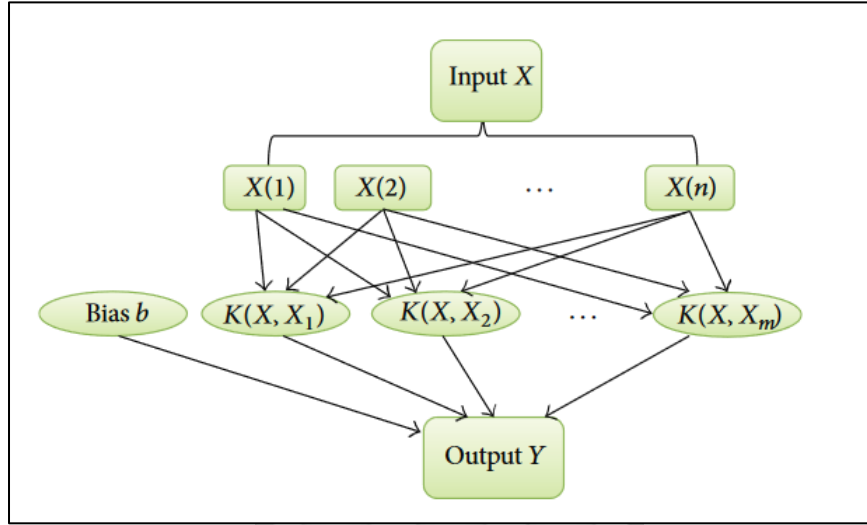 Input X
X(1) X(2) ... X(n)
Bias b K(X, X₁) K(X, X₂) ... K(X, Xₘ)
Output Y